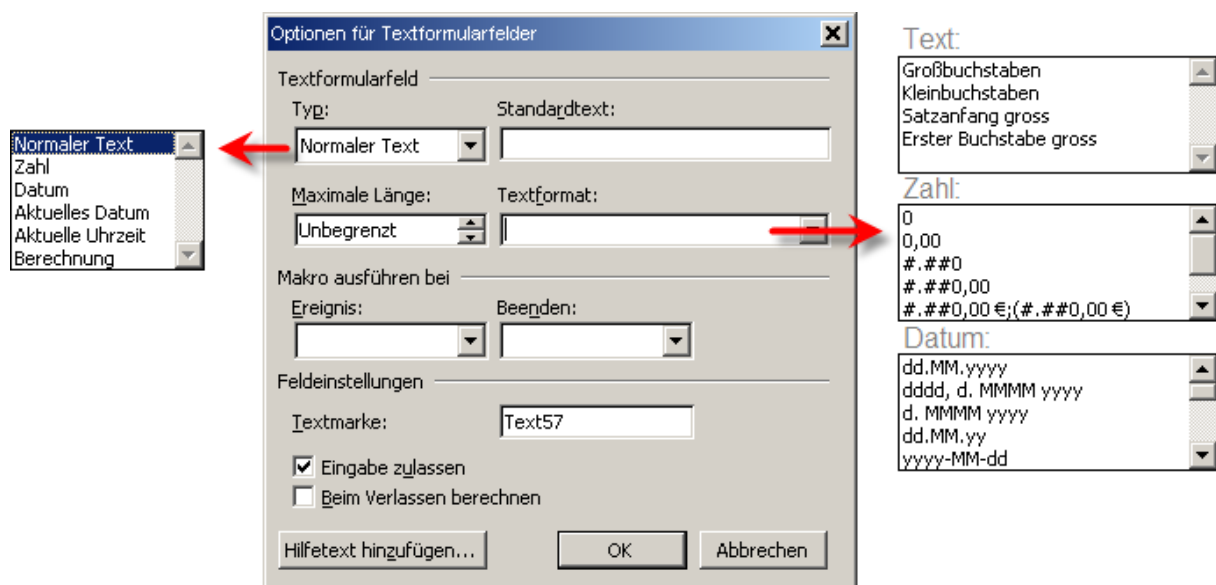 Normaler Text
Zahl
Datum
Aktuelles Datum
Aktuelle Uhrzeit
Berechnung
Optionen für Textformularfelder
Textformularfeld
Typ:
Standardtext:
Normaler Text
Maximale Länge:
Textformat:
Unbegrenzt
Makro ausführen bei
Ereignis:
Beenden:
Feldeinstellungen
Textmarke:
Text57
Eingabe zulassen
Beim Verlassen berechnen
Hilfetext hinzufügen...
OK
Abbrechen
Text:
Großbuchstaben
Kleinbuchstaben
Satzanfang gross
Erster Buchstabe gross
Zahl:
0
0,00
#.##0
#.##0,00
#.##0,00 €;(#.##0,00 €)
Datum:
dd.MM.yyyy
dddd, d. MMMM yyyy
d. MMMM yyyy
dd.MM.yy
yyyy-MM-dd